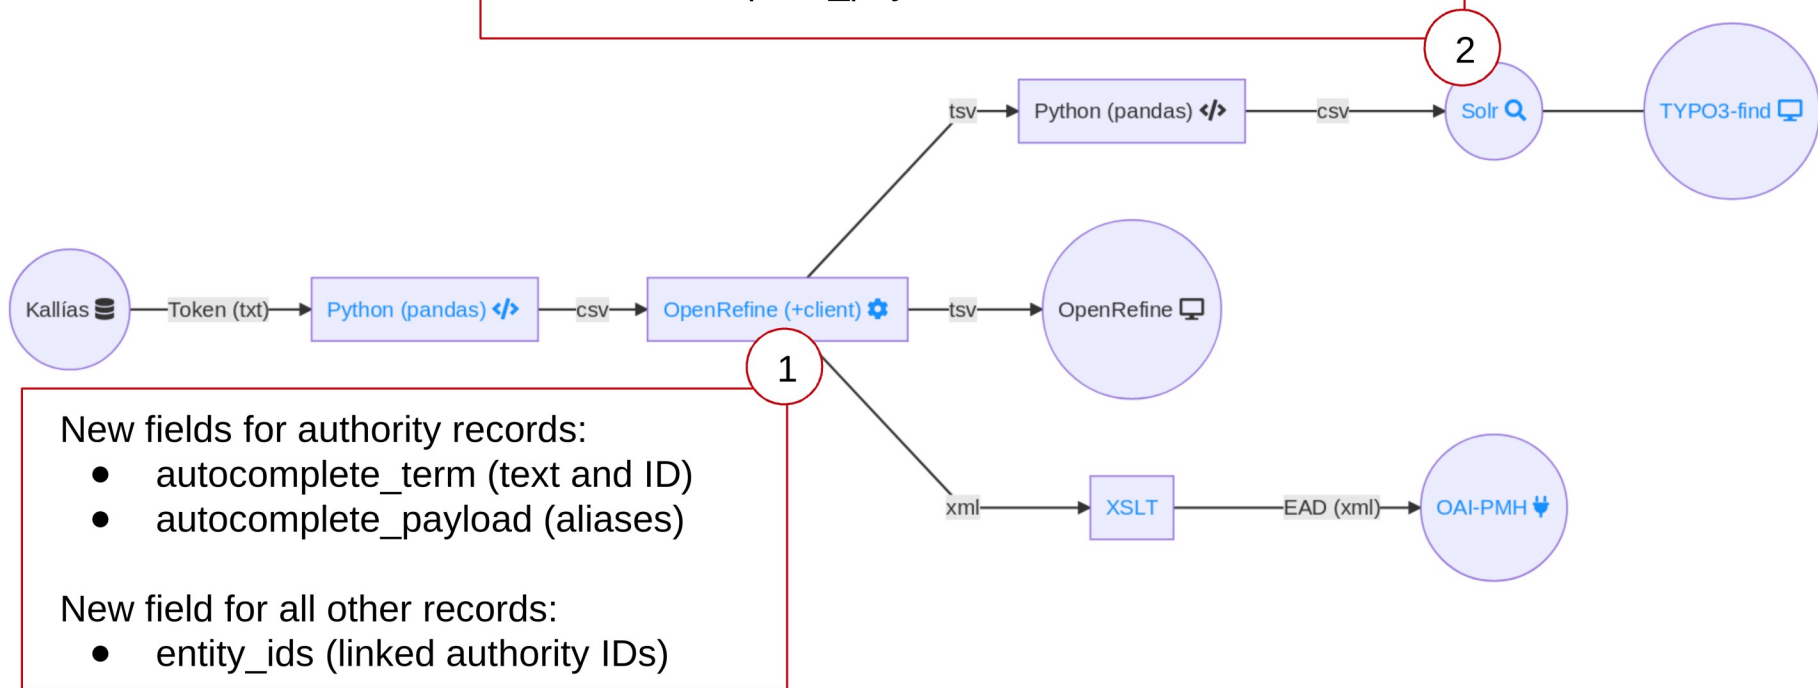 2
tsv
Python (pandas)
csv
Solr
TYPO3-find
Kallías
Token (txt)
Python (pandas)
csv
OpenRefine (+client)
tsv
OpenRefine
1
New fields for authority records:
● autocomplete_term (text and ID)
● autocomplete_payload (aliases)
New field for all other records:
● entity_ids (linked authority IDs)
xml
XSLT
EAD (xml)
OAI-PMH